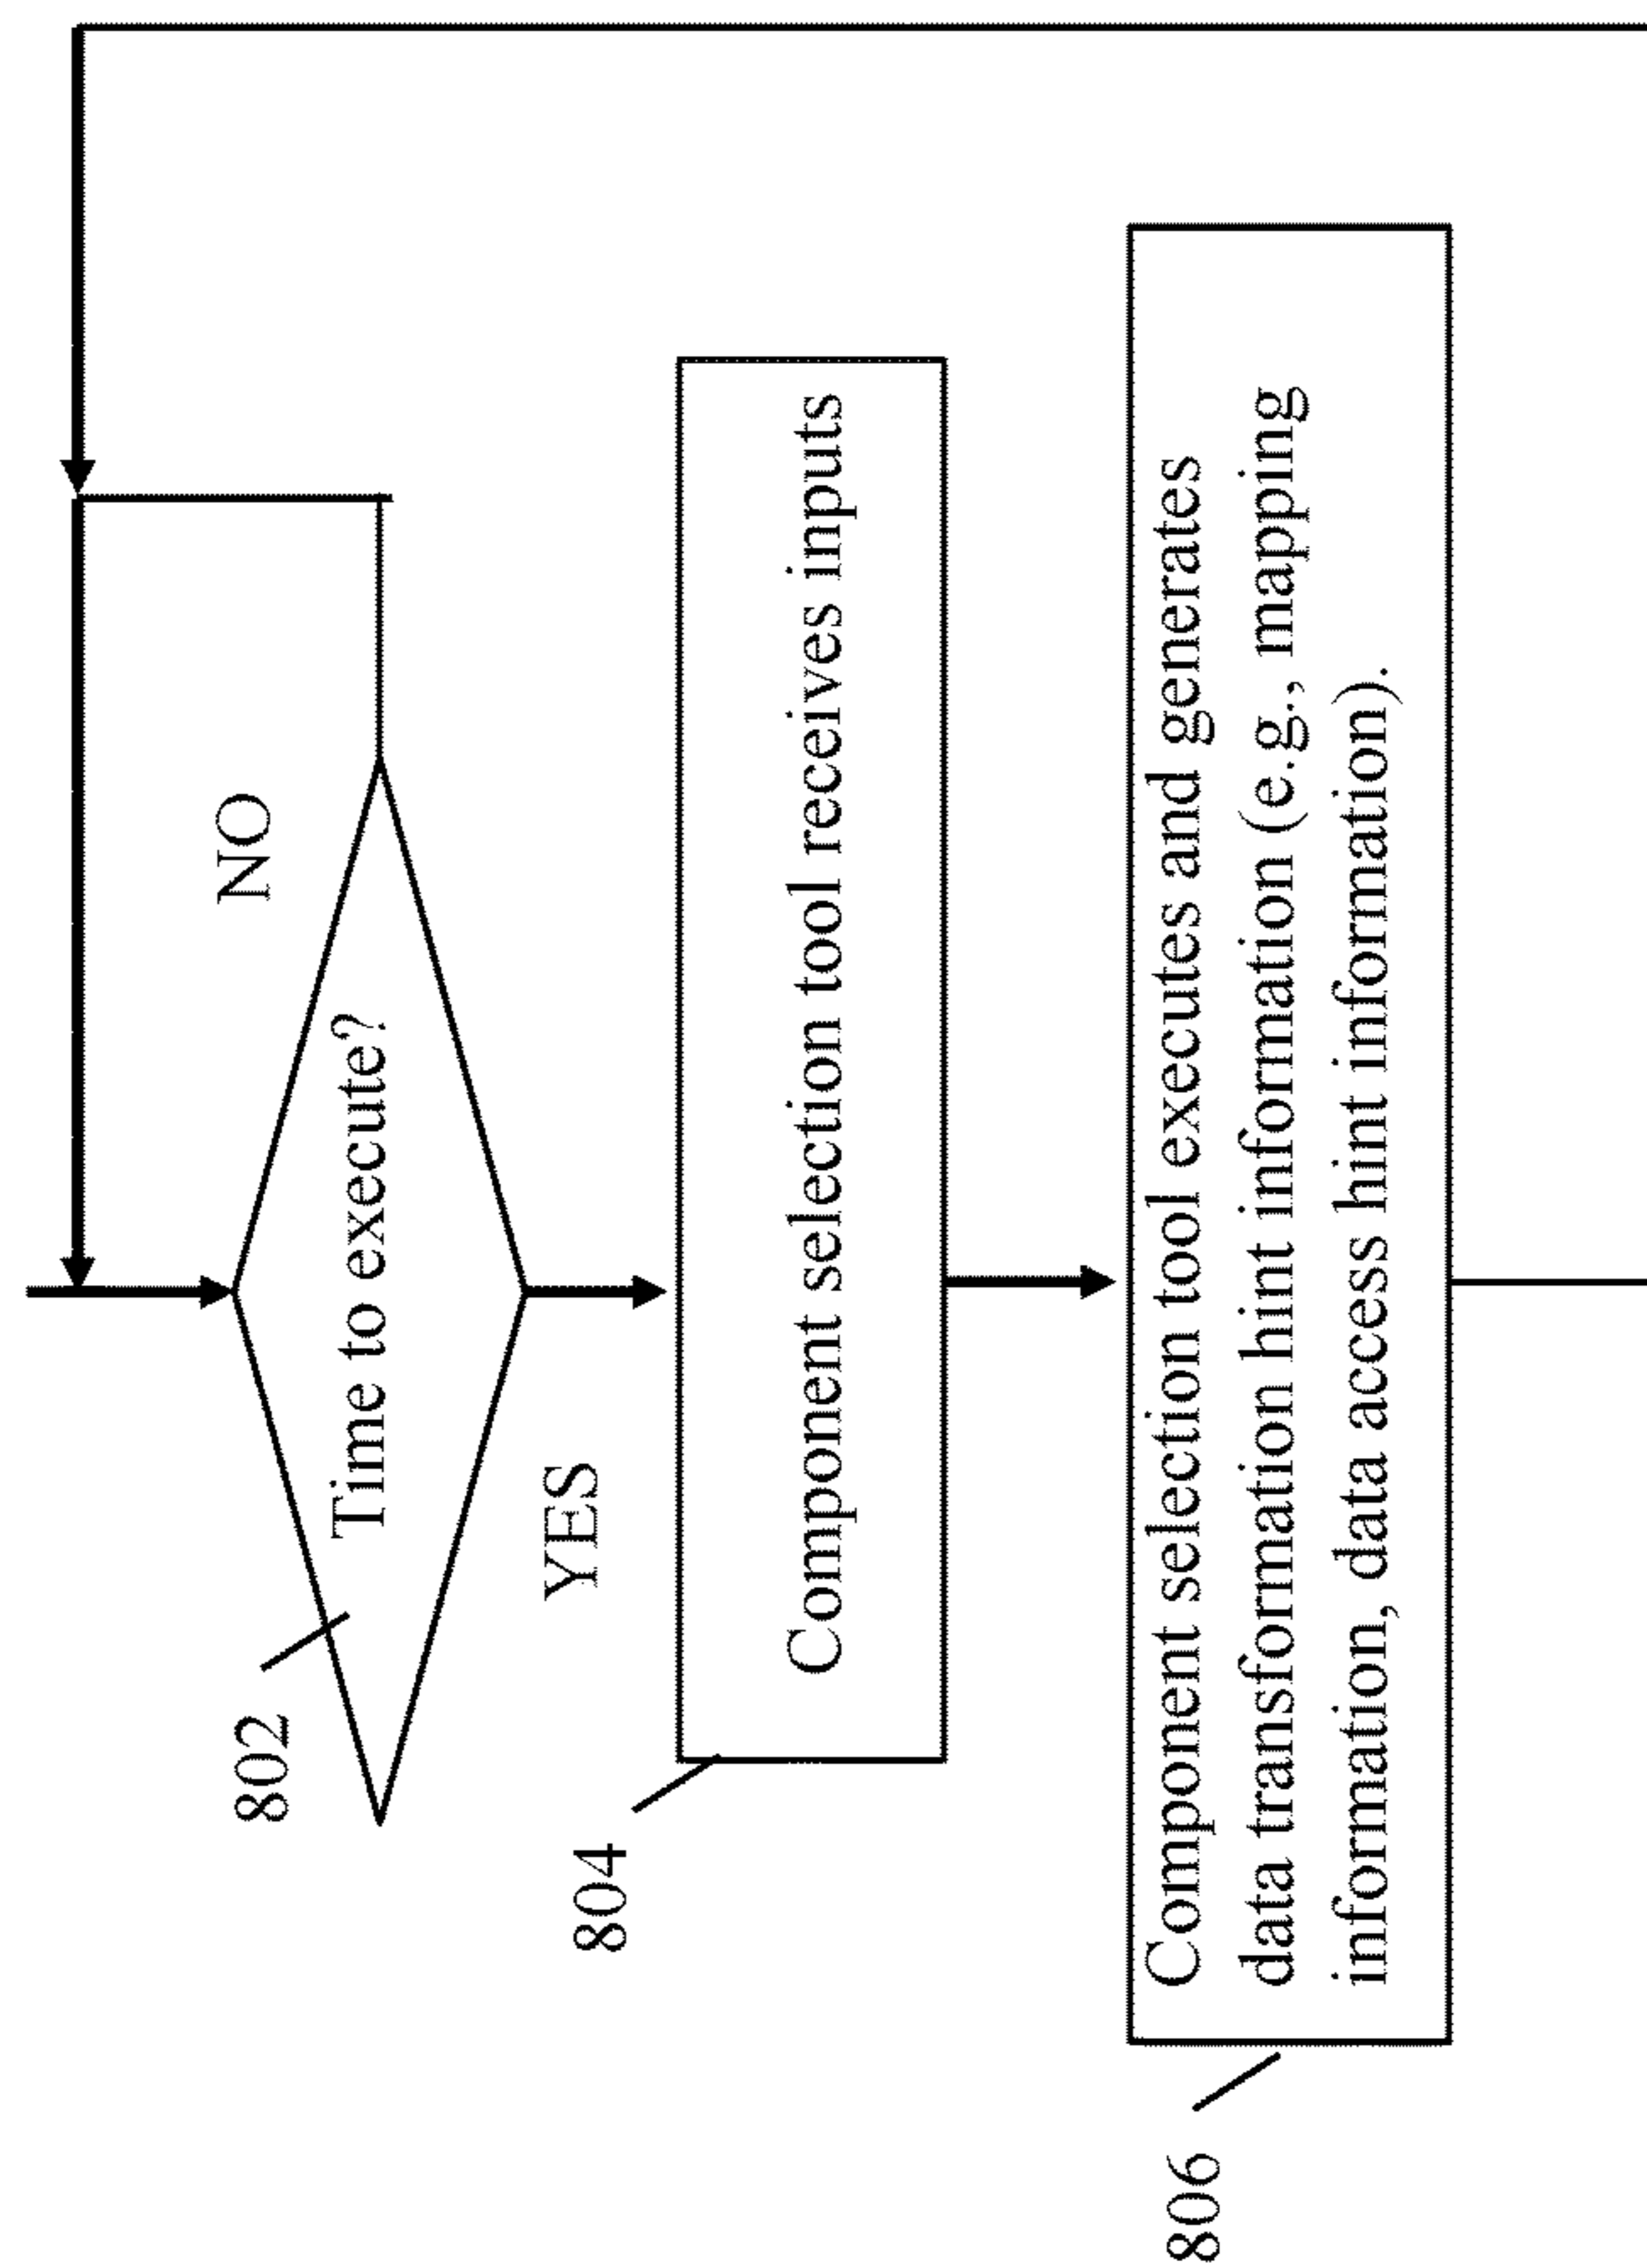 802
Time to execute?
NO
YES
804
Component selection tool receives inputs
806
Component selection tool executes and generates
data transformation hint information (e.g., mapping
information, data access hint information).